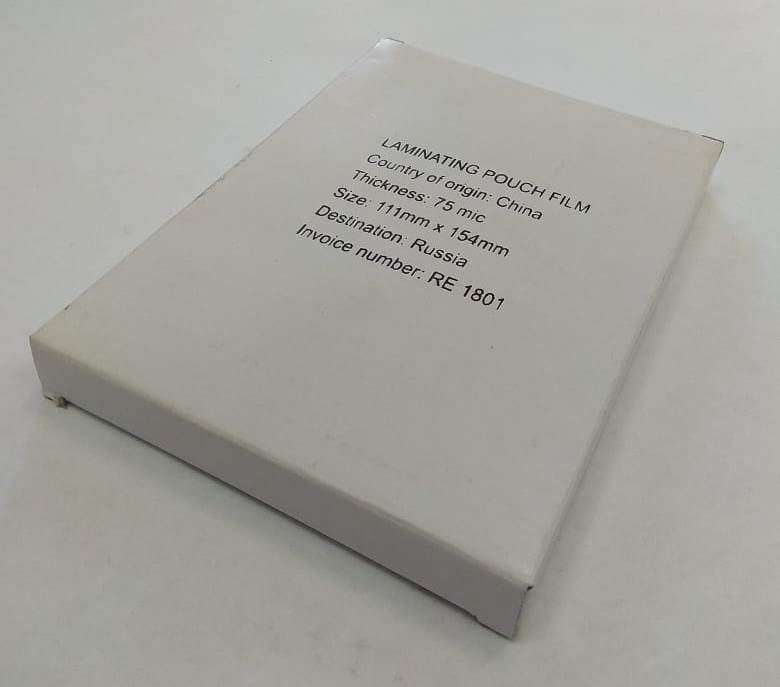 LAMINATING POUCH FILM
Country of origin: China
Thickness: 75 mic
Size: 111mm x 154mm
Destination: Russia
Invoice number: RE 1801